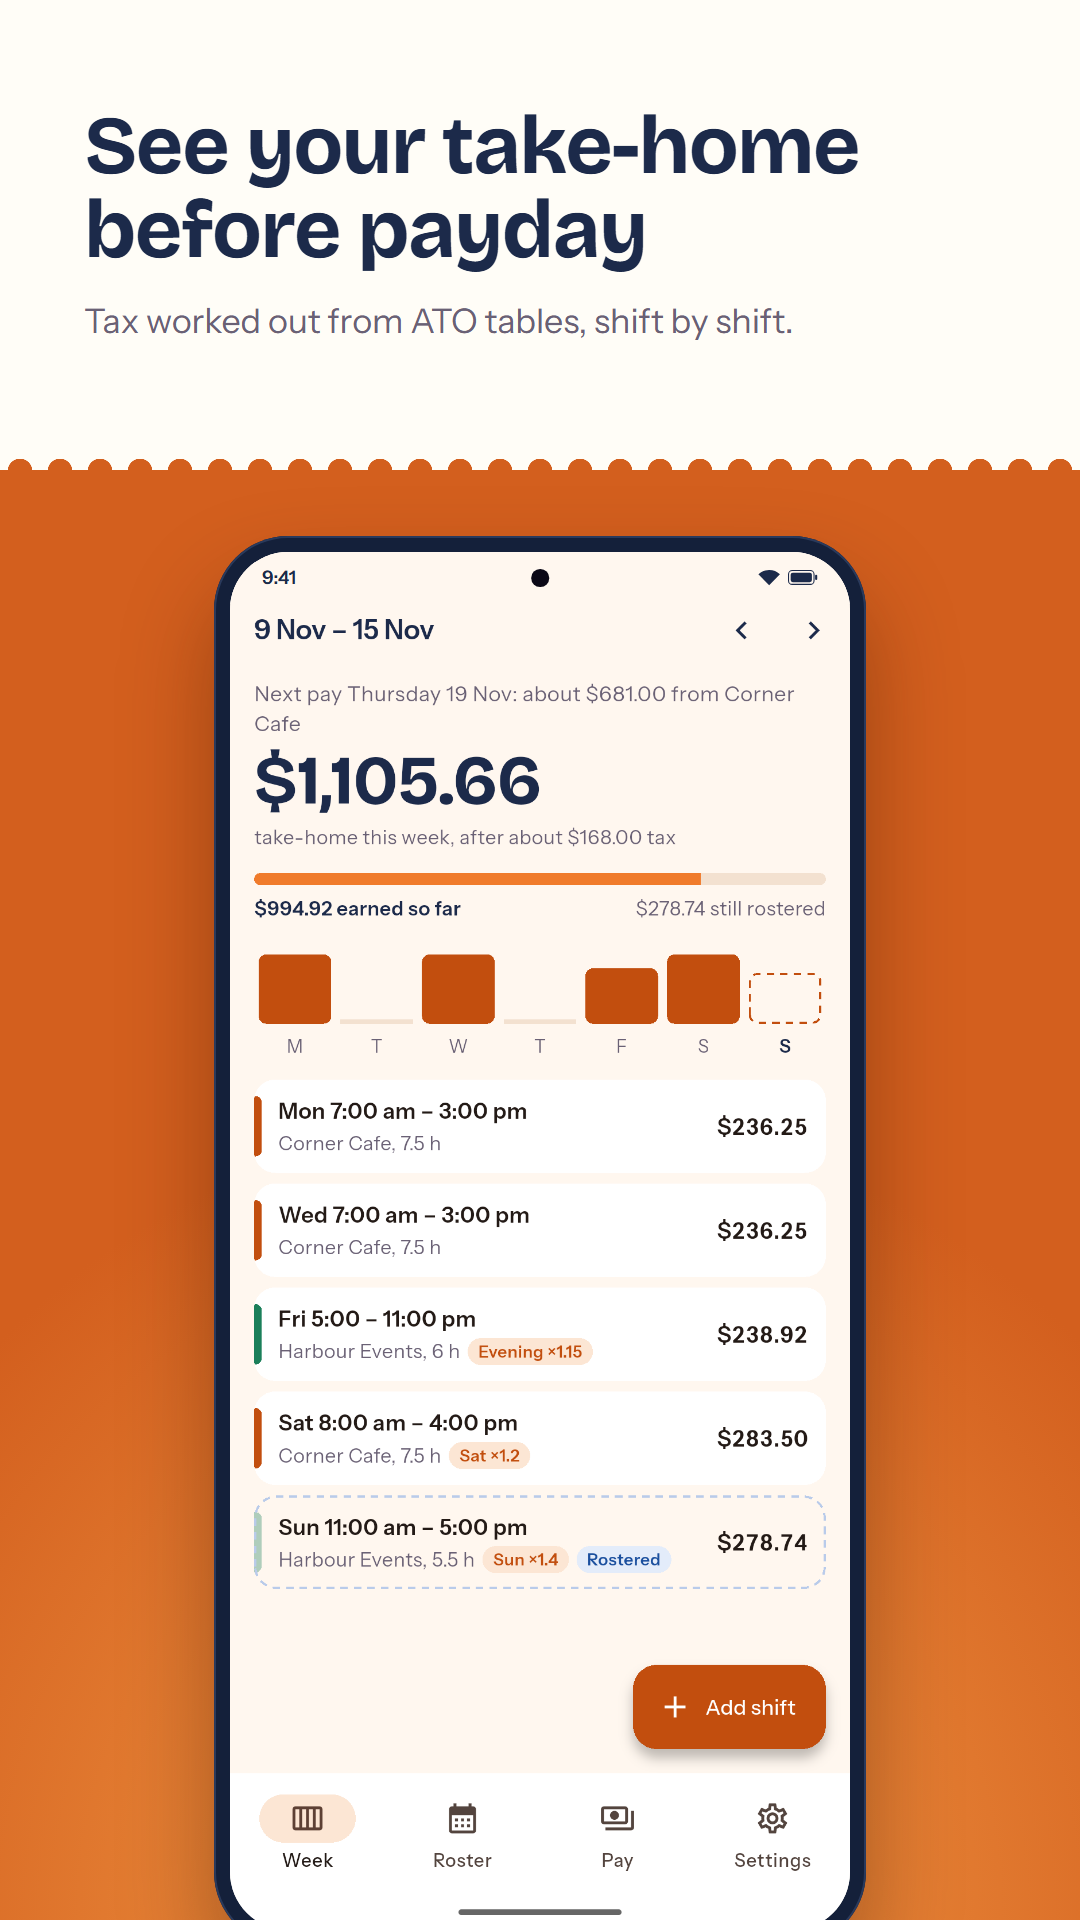 See your take-home
before payday
Tax worked out from ATO tables, shift by shift.
9:41
9 Nov – 15 Nov
Next pay Thursday 19 Nov: about $681.00 from Corner
Cafe
$1,105.66
take-home this week, after about $168.00 tax
$994.92 earned so far
$278.74 still rostered
M T W T F S S
Mon 7:00 am – 3:00 pm
Corner Cafe, 7.5 h
$236.25
Wed 7:00 am – 3:00 pm
Corner Cafe, 7.5 h
$236.25
Fri 5:00 – 11:00 pm
Harbour Events, 6 h Evening ×1.15
$238.92
Sat 8:00 am – 4:00 pm
Corner Cafe, 7.5 h Sat ×1.2
$283.50
Sun 11:00 am – 5:00 pm
Harbour Events, 5.5 h Sun ×1.4 Rostered
$278.74
Add shift
Week Roster Pay Settings